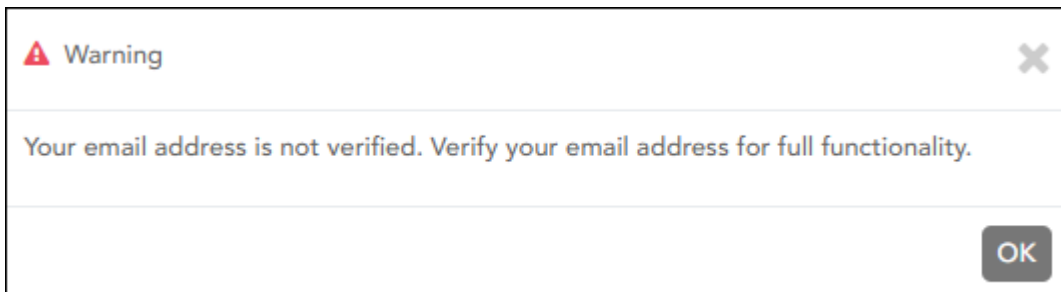 Warning
Your email address is not verified. Verify your email address for full functionality.
OK